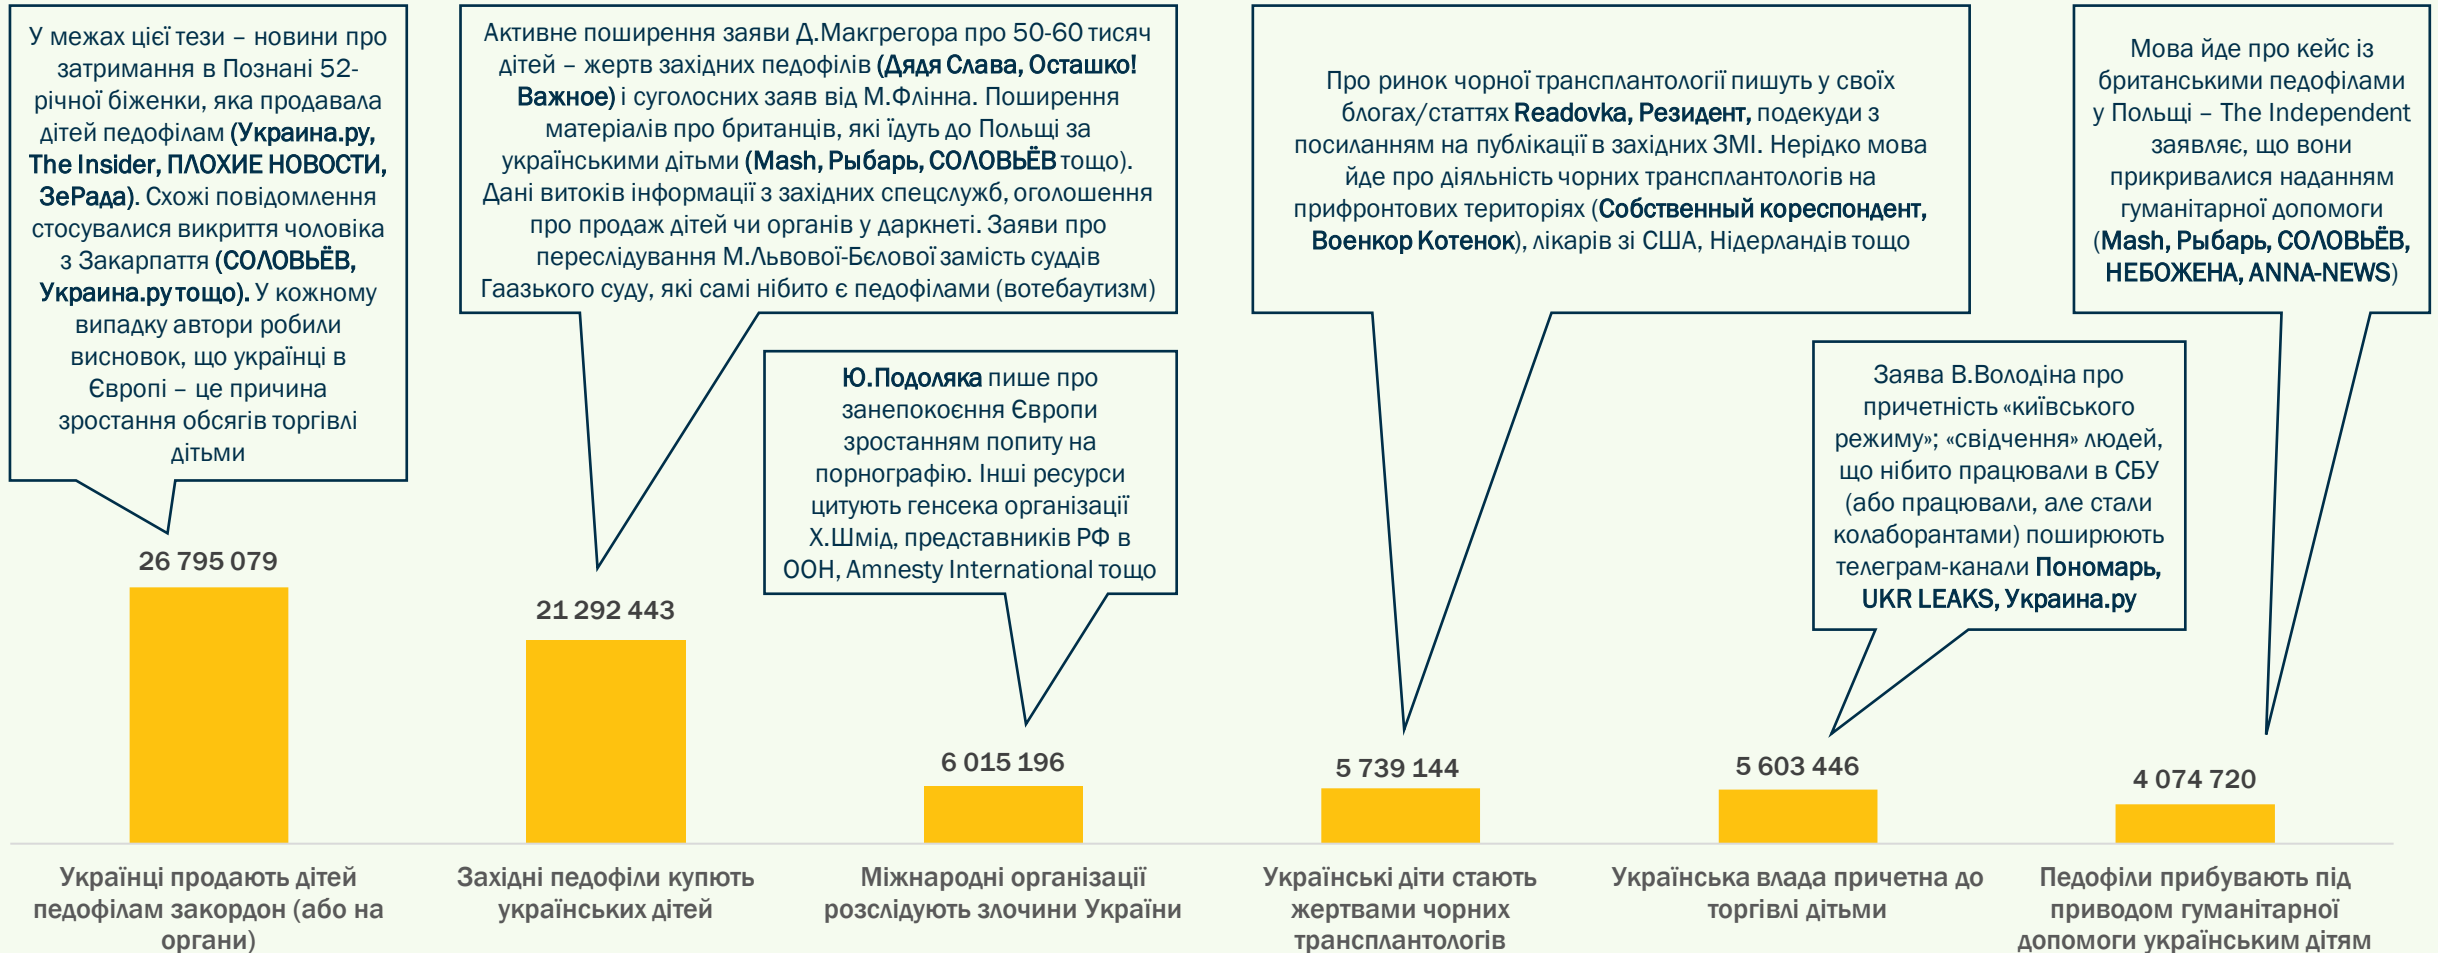 У межах цієї тези – новини про
затримання в Познані 52-
річної біженки, яка продавала
дітей педофілам (Украина.ру,
The Insider, ПЛОХИЕ НОВОСТИ,
ЗеРада). Схожі повідомлення
стосувалися викриття чоловіка
з Закарпаття (СОЛОВЬЁВ,
Украина.ру тощо). У кожному
випадку автори робили
висновок, що українці в
Європі – це причина
зростання обсягів торгівлі
дітьми
Активне поширення заяви Д.Макгрегора про 50-60 тисяч
дітей – жертв західних педофілів (Дядя Слава, Осташко!
Важное) і суголосних заяв від М.Флінна. Поширення
матеріалів про британців, які їдуть до Польщі за
українськими дітьми (Mash, Рыбарь, СОЛОВЬЁВ тощо).
Дані витоків інформації з західних спецслужб, оголошення
про продаж дітей чи органів у даркнеті. Заяви про
переслідування М.Львової-Бєлової замість суддів
Гаазького суду, які самі нібито є педофілами (вотебаутизм)
Ю.Подоляка пише про
занепокоєння Європи
зростанням попиту на
порнографію. Інші ресурси
цитують генсека організації
Х.Шмід, представників РФ в
ООН, Amnesty International тощо
Про ринок чорної трансплантології пишуть у своїх
блогах/статтях Readovka, Резидент, подекуди з
посиланням на публікації в західних ЗМІ. Нерідко мова
йде про діяльність чорних трансплантологів на
прифронтових територіях (Собственный кореспондент,
Военкор Котенок), лікарів зі США, Нідерландів тощо
Заява В.Володіна про
причетність «київського
режиму»; «свідчення» людей,
що нібито працювали в СБУ
(або працювали, але стали
колаборантами) поширюють
телеграм-канали Пономарь,
UKR LEAKS, Украина.ру
Мова йде про кейс із
британськими педофілами
у Польщі – The Independent
заявляє, що вони
прикривалися наданням
гуманітарної допомоги
(Mash, Рыбарь, СОЛОВЬЁВ,
НЕБОЖЕНА, ANNA-NEWS)
26 795 079
21 292 443
6 015 196
5 739 144
5 603 446
4 074 720
Українці продають дітей
педофілам закордон (або на
органи)
Західні педофіли купють
українських дітей
Міжнародні організації
розслідують злочини України
Українські діти стають
жертвами чорних
трансплантологів
Українська влада причетна до
торгівлі дітьми
Педофіли прибувають під
приводом гуманітарної
допомоги українським дітям